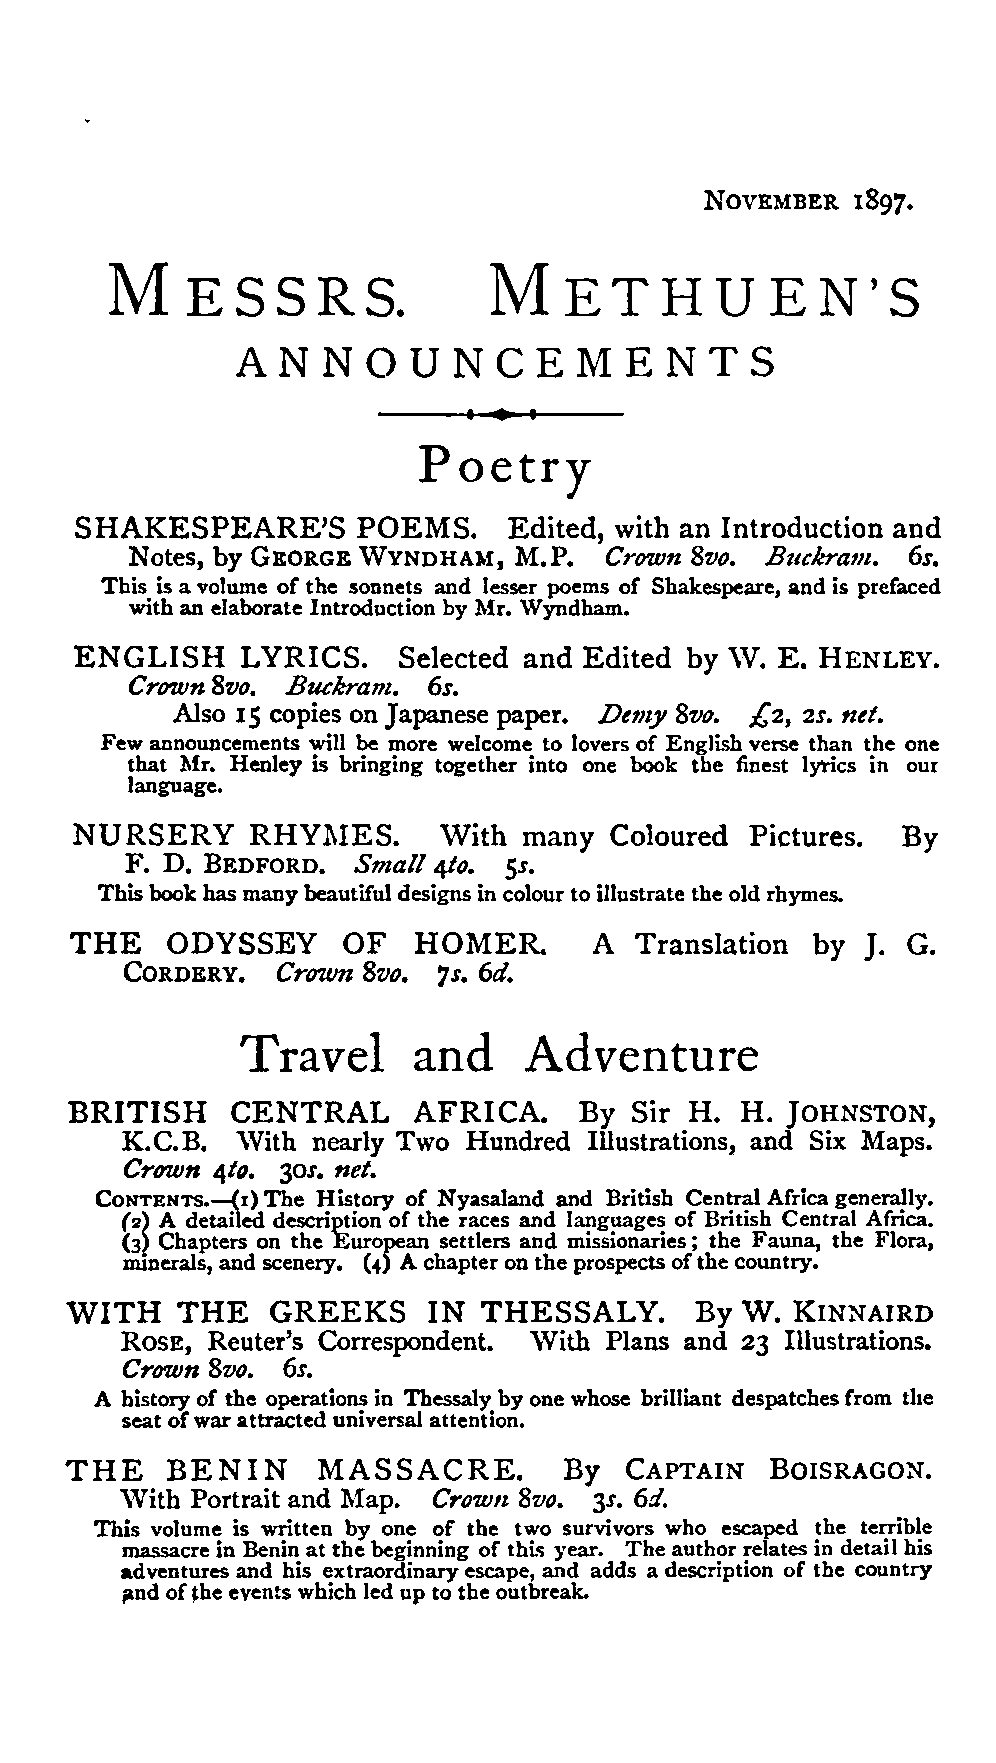 NOVEMBER 1897.
MESSRS. METHUEN'S
ANNOUNCEMENTS
Poetry
SHAKESPEARE'S POEMS. Edited, with an Introduction and
Notes, by GEORGE WYNDHAM, M.P. Crown 8vo. Buckram. 6s.
This is a volume of the sonnets and lesser poems of Shakespeare, and is prefaced
with an elaborate Introduction by Mr. Wyndham.
ENGLISH LYRICS. Selected and Edited by W. E. HENLEY.
Crown 8vo. Buckram. 6s.
Also 15 copies on Japanese paper. Demy 8vo. £2, 2s. net.
Few announcements will be more welcome to lovers of English verse than the one
that Mr. Henley is bringing together into one book the finest lyrics in our
language.
NURSERY RHYMES. With many Coloured Pictures. By
F. D. BEDFORD. Small 4to. 5s.
This book has many beautiful designs in colour to illustrate the old rhymes.
THE ODYSSEY OF HOMER. A Translation by J. G.
CORDERY. Crown 8vo. 7s. 6d.
Travel and Adventure
BRITISH CENTRAL AFRICA. By Sir H. H. JOHNSTON,
K.C.B. With nearly Two Hundred Illustrations, and Six Maps.
Crown 4to. 30s. net.
CONTENTS.—(1) The History of Nyasaland and British Central Africa generally.
(2) A detailed description of the races and languages of British Central Africa.
(3) Chapters on the European settlers and missionaries; the Fauna, the Flora,
minerals, and scenery. (4) A chapter on the prospects of the country.
WITH THE GREEKS IN THESSALY. By W. KINNAIRD
ROSE, Reuter's Correspondent. With Plans and 23 Illustrations.
Crown 8vo. 6s.
A history of the operations in Thessaly by one whose brilliant despatches from the
seat of war attracted universal attention.
THE BENIN MASSACRE. By CAPTAIN BOISRAGON.
With Portrait and Map. Crown 8vo. 3s. 6d.
This volume is written by one of the two survivors who escaped the terrible
massacre in Benin at the beginning of this year. The author relates in detail his
adventures and his extraordinary escape, and adds a description of the country
and of the events which led up to the outbreak.